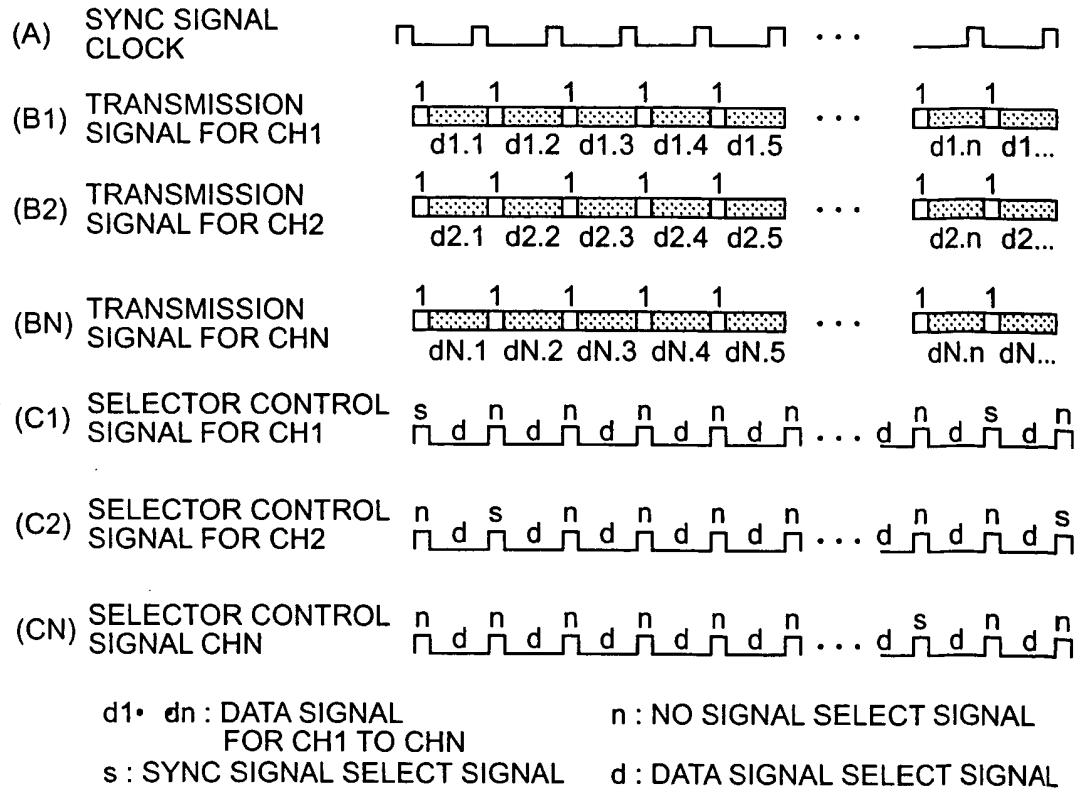 (A) SYNC SIGNAL CLOCK . . .
(B1) TRANSMISSION SIGNAL FOR CH1
1 1 1 1 1 . . . 1 1
d1.1 d1.2 d1.3 d1.4 d1.5 d1.n d1...
(B2) TRANSMISSION SIGNAL FOR CH2
1 1 1 1 1 . . . 1 1
d2.1 d2.2 d2.3 d2.4 d2.5 d2.n d2...
(BN) TRANSMISSION SIGNAL FOR CHN
1 1 1 1 1 . . . 1 1
dN.1 dN.2 dN.3 dN.4 dN.5 dN.n dN...
(C1) SELECTOR CONTROL SIGNAL FOR CH1
s d n d n d n d n d n . . . d n d s d n
(C2) SELECTOR CONTROL SIGNAL FOR CH2
n d s d n d n d n d n . . . d n d n d s
(CN) SELECTOR CONTROL SIGNAL CHN
n d n d n d n d n d n . . . d s d n d n
d1• dn : DATA SIGNAL FOR CH1 TO CHN
n : NO SIGNAL SELECT SIGNAL
s : SYNC SIGNAL SELECT SIGNAL
d : DATA SIGNAL SELECT SIGNAL